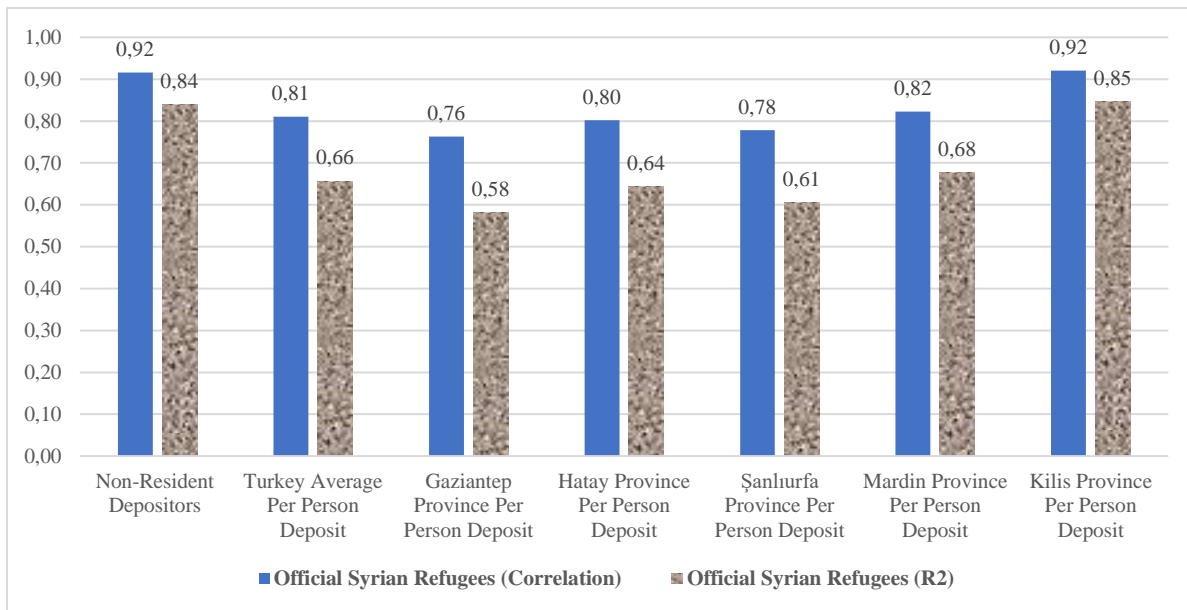 1,00
0,90
0,80
0,70
0,60
0,50
0,40
0,30
0,20
0,10
0,00
0,92
0,84
0,81
0,66
0,76
0,58
0,80
0,64
0,78
0,61
0,82
0,68
0,92
0,85
Non-Resident
Depositors
Turkey Average
Per Person
Deposit
Gaziantep
Province Per
Person Deposit
Hatay Province
Per Person
Deposit
Şanlıurfa
Province Per
Person Deposit
Mardin Province
Per Person
Deposit
Kilis Province
Per Person
Deposit
Official Syrian Refugees (Correlation)
Official Syrian Refugees (R2)